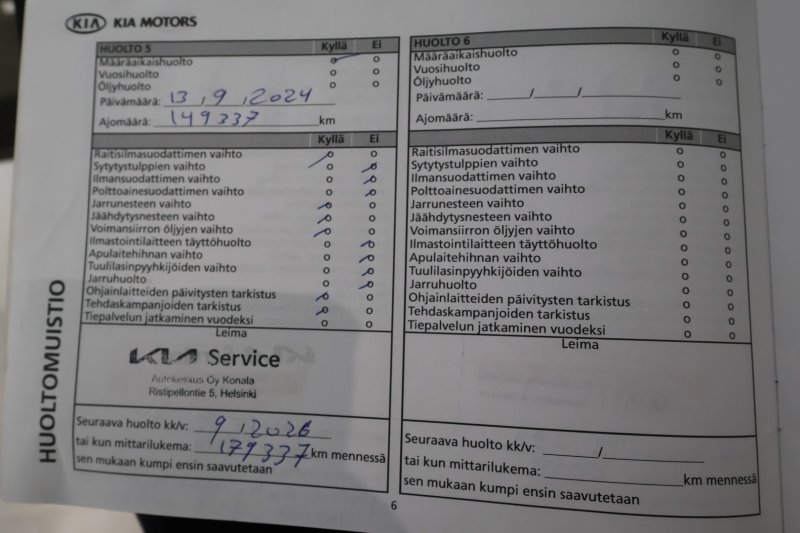 KIA KIA MOTORS
HUOLTO 5 Kyllä Ei
Määräaikaishuolto o o
Vuosihuolto o o
Öljyhuolto o o
Päivämäärä: 13 , 9 , 2024
Ajomäärä: 149337 km
Kyllä Ei
Raitisilmasuodattimen vaihto o o
Sytytystulppien vaihto o o
Ilmansuodattimen vaihto o o
Polttoainesuodattimen vaihto o o
Jarrunesteen vaihto o o
Jäähdytysnesteen vaihto o o
Voimansiirron öljyjen vaihto o o
Ilmastointilaitteen täyttöhuolto o o
Apulaitehihnan vaihto o o
Tuulilasinpyyhkijöiden vaihto o o
Jarruhuolto o o
Ohjainlaitteiden päivitysten tarkistus o o
Tehdaskampanjoiden tarkistus o o
Tiepalvelun jatkaminen vuodeksi o o
Leima
KIA Service
Autokeskus Oy Konala
Ristipellontie 5, Helsinki
Seuraava huolto kk/v: 9 , 2026
tai kun mittarilukema: 179337 km mennessä
sen mukaan kumpi ensin saavutetaan
HUOLTO 6 Kyllä Ei
Määräaikaishuolto o o
Vuosihuolto o o
Öljyhuolto o o
Päivämäärä: / /
Ajomäärä: km
Kyllä Ei
Raitisilmasuodattimen vaihto o o
Sytytystulppien vaihto o o
Ilmansuodattimen vaihto o o
Polttoainesuodattimen vaihto o o
Jarrunesteen vaihto o o
Jäähdytysnesteen vaihto o o
Voimansiirron öljyjen vaihto o o
Ilmastointilaitteen täyttöhuolto o o
Apulaitehihnan vaihto o o
Tuulilasinpyyhkijöiden vaihto o o
Jarruhuolto o o
Ohjainlaitteiden päivitysten tarkistus o o
Tehdaskampanjoiden tarkistus o o
Tiepalvelun jatkaminen vuodeksi o o
Leima
Seuraava huolto kk/v: /
tai kun mittarilukema: km mennessä
sen mukaan kumpi ensin saavutetaan
HUOLTOMUISTIO
6